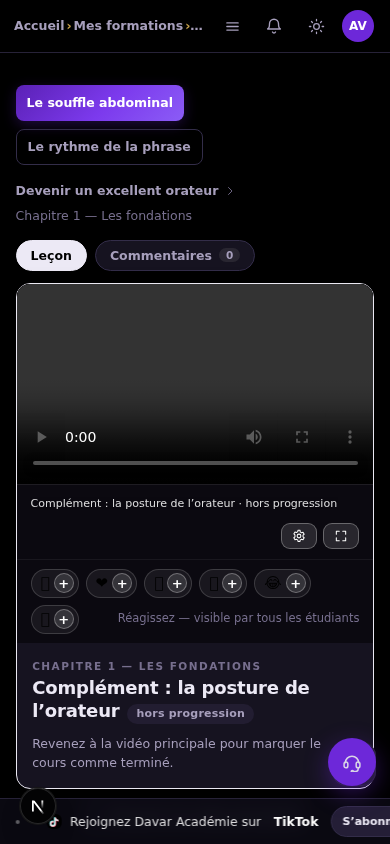 Accueil › Mes formations › …
AV
Le souffle abdominal
Le rythme de la phrase
Devenir un excellent orateur
Chapitre 1 — Les fondations
Leçon
Commentaires 0
0:00
Complément : la posture de l’orateur · hors progression
+ + + + +
+ Réagissez — visible par tous les étudiants
CHAPITRE 1 — LES FONDATIONS
Complément : la posture de
l’orateur hors progression
Revenez à la vidéo principale pour marquer le
cours comme terminé.
N
Rejoignez Davar Académie sur TikTok S’abonn